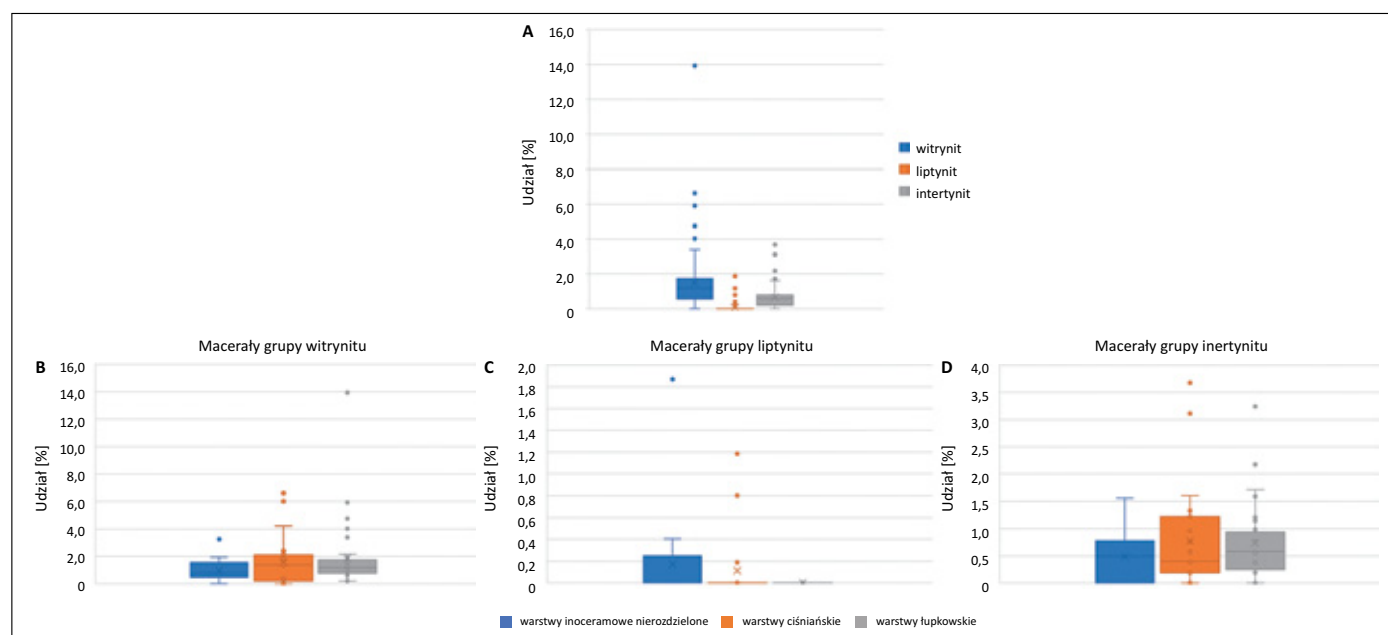 A
16,0
14,0
12,0
10,0
8,0
6,0
4,0
2,0
0
Udział [%]
witrynit
liptynit
intertynit
Macerały grupy witrynitu
B
16,0
14,0
12,0
10,0
8,0
6,0
4,0
2,0
0
Udział [%]
Macerały grupy liptynitu
C
2,0
1,8
1,6
1,4
1,2
1,0
0,8
0,6
0,4
0,2
0
Udział [%]
Macerały grupy inertynitu
D
4,0
3,5
3,0
2,5
2,0
1,5
1,0
0,5
0
Udział [%]
warstwy inoceramowe nierozdzielone
warstwy ciśniańskie
warstwy łupkowskie